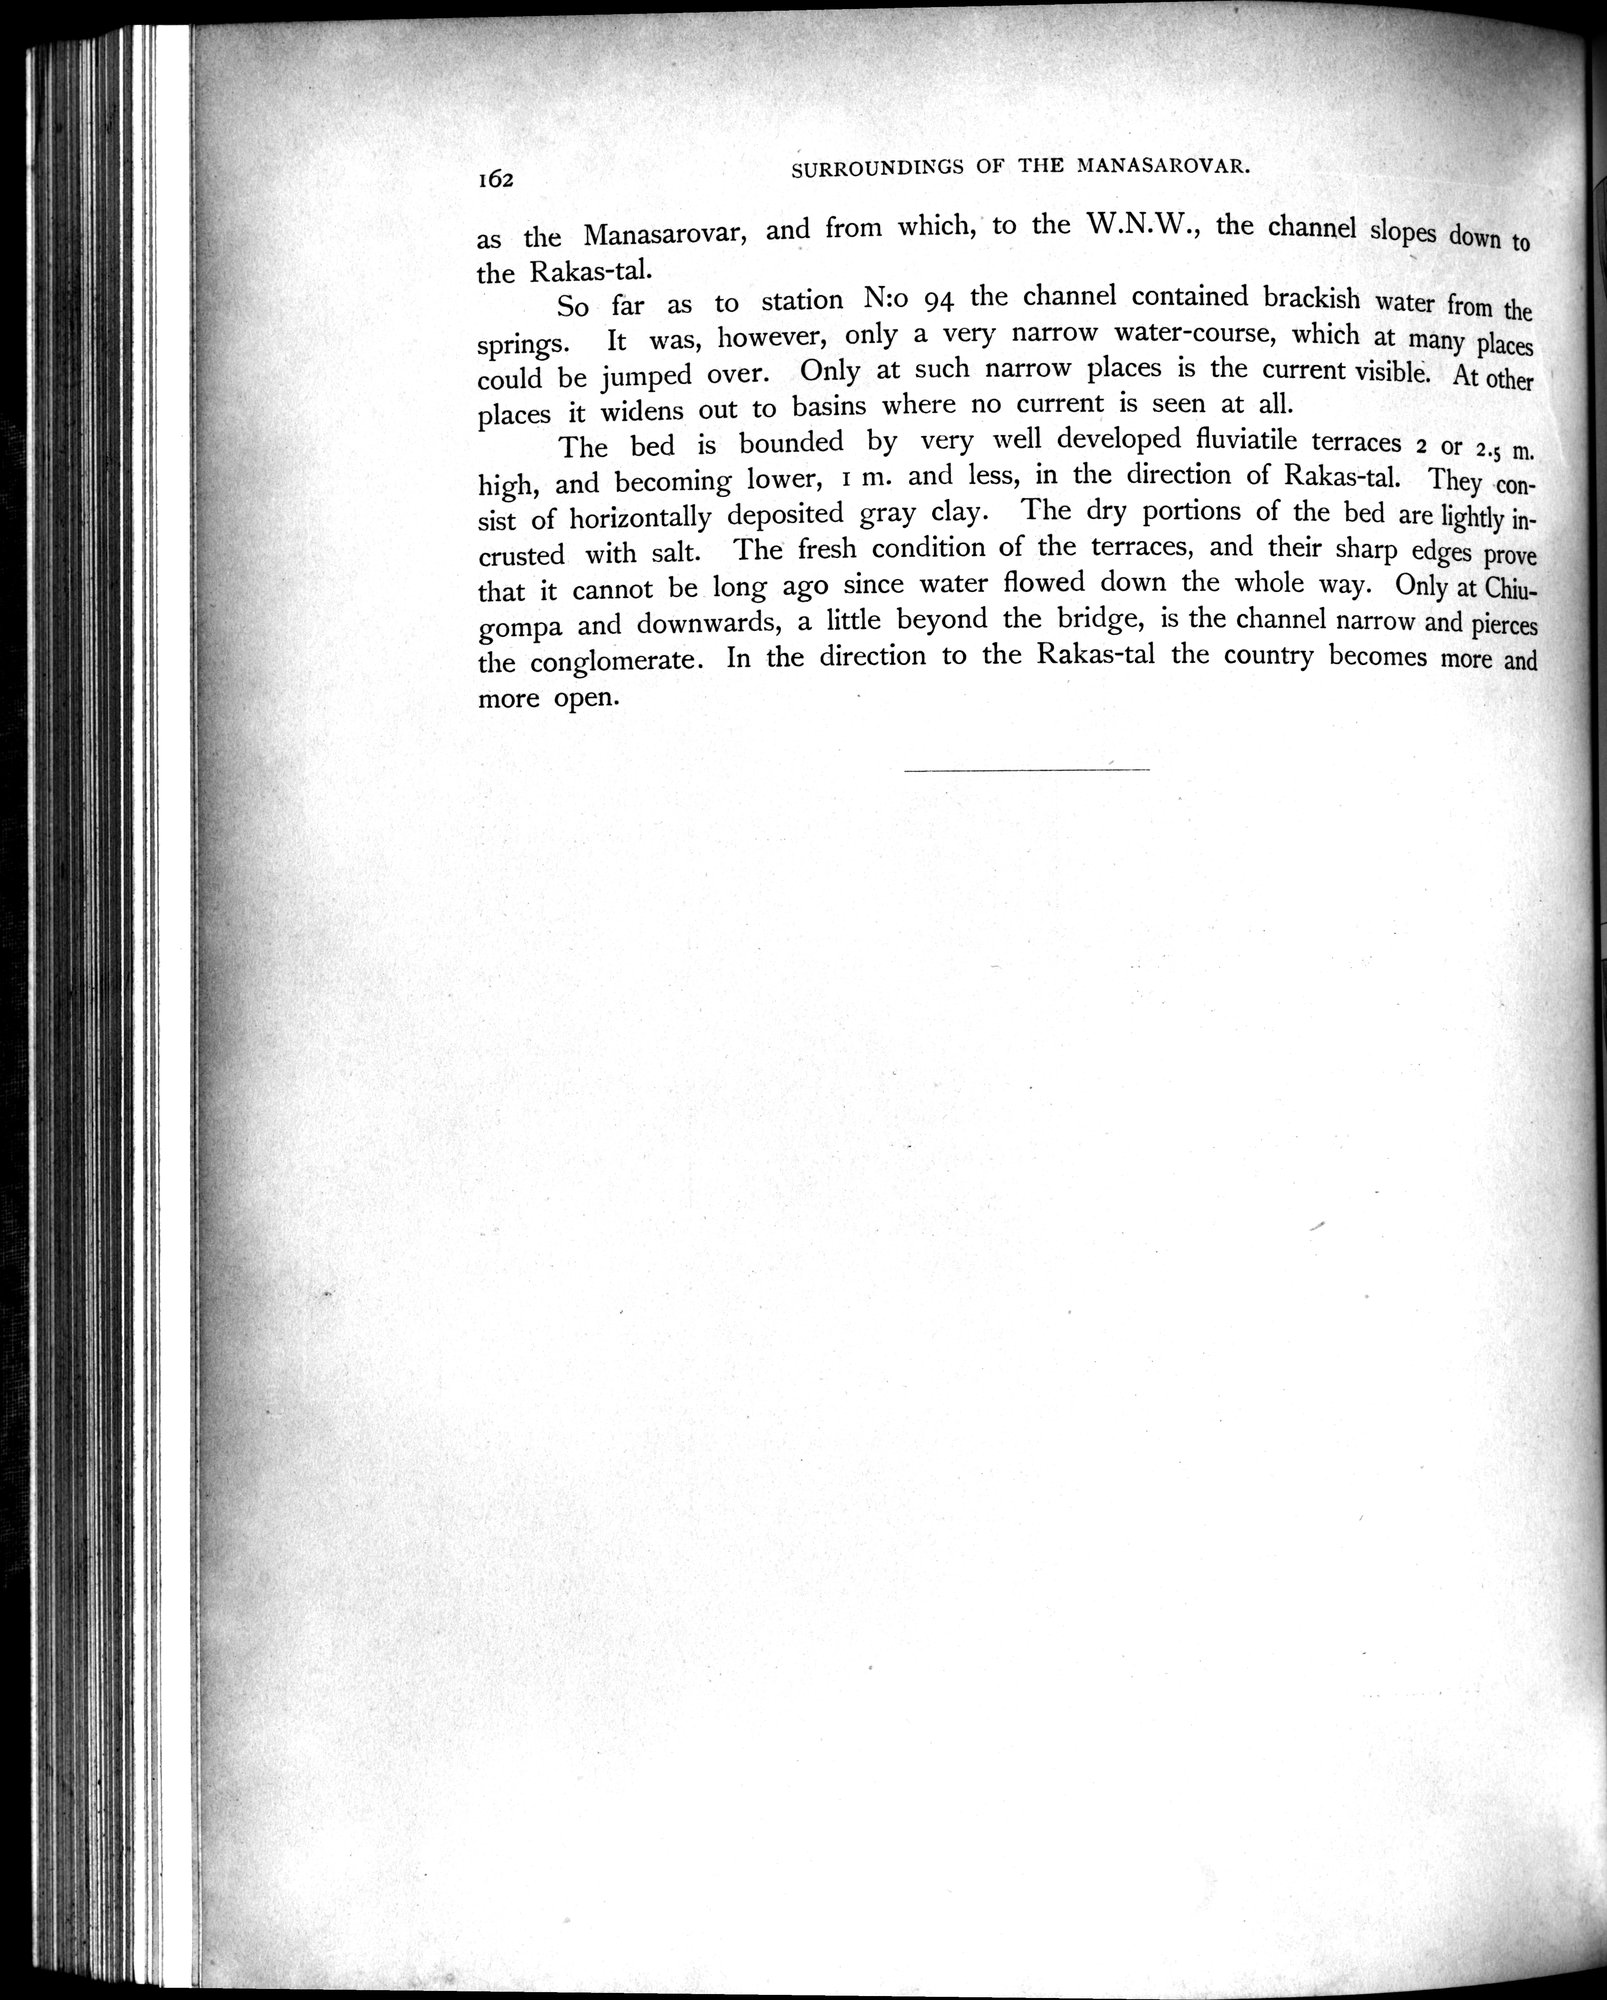 162
SURROUNDINGS OF THE MANASAROVAR.
as the Manasarovar, and from which, to the W.N.W., the channel slopes down to
the Rakas-tal.
So far as to station N:o 94 the channel contained brackish water from the
springs. It was, however, only a very narrow water-course, which at many places
could be jumped over. Only at such narrow places is the current visible. At other
places it widens out to basins where no current is seen at all.
The bed is bounded by very well developed fluviatile terraces 2 or 2.5 m.
high, and becoming lower, 1 m. and less, in the direction of Rakas-tal. They con-
sist of horizontally deposited gray clay. The dry portions of the bed are lightly in-
crusted with salt. The fresh condition of the terraces, and their sharp edges prove
that it cannot be long ago since water flowed down the whole way. Only at Chiu-
gompa and downwards, a little beyond the bridge, is the channel narrow and pierces
the conglomerate. In the direction to the Rakas-tal the country becomes more and
more open.